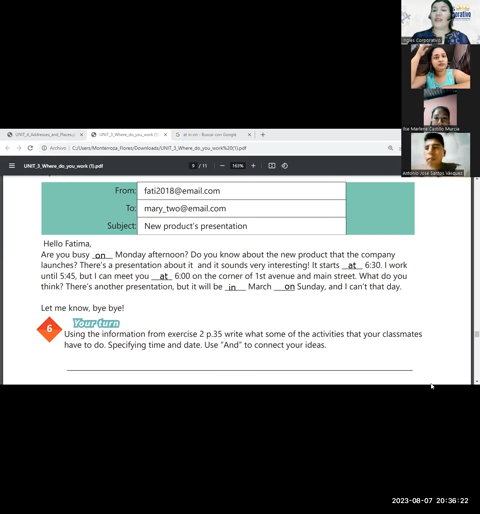 orativo
Inglés Corporativo
Ilse Marlena Castillo Murcia
Antonio José Santos Vásquez
UNIT_4_Addresses_and_Places-p
UNIT_3_Where_do_you_work (1).p
at in on - Buscar con Google
Archivo C:/Users/Monterroza_Flores/Downloads/UNIT_3_Where_do_you_work%20(1).pdf
UNIT_3_Where_do_you_work (1).pdf
9 / 11
163%
From: fati2018@email.com
To: mary_two@email.com
Subject: New product's presentation
Hello Fatima,
Are you busy on Monday afternoon? Do you know about the new product that the company
launches? There's a presentation about it and it sounds very interesting! It starts at 6:30. I work
until 5:45, but I can meet you at 6:00 on the corner of 1st avenue and main street. What do you
think? There's another presentation, but it will be in March on Sunday, and I can't that day.
Let me know, bye bye!
6 Your turn
Using the information from exercise 2 p.35 write what some of the activities that your classmates
have to do. Specifying time and date. Use "And" to connect your ideas.
2023-08-07 20:36:22